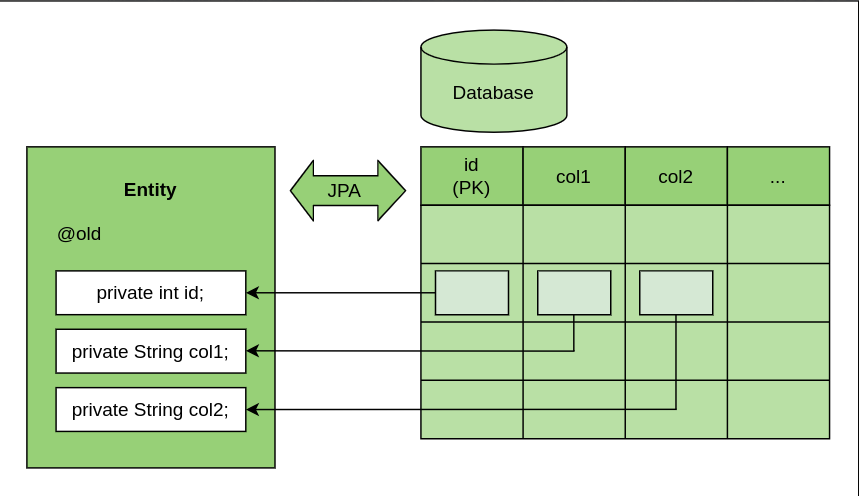 Database
Entity
@old
private int id;
private String col1;
private String col2;
JPA
id
(PK)
col1
col2
...